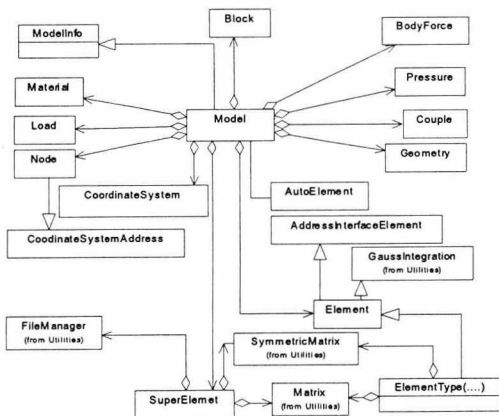 Block
BodyForce
ModelInfo
Material
Pressure
Load
Model
Couple
Node
Geometry
CoordinateSystem
AutoElement
CoodinateSystemAddress
AddressInterfaceElement
GaussIntegration
(from Utilities)
Element
FileManager
(from Utilities)
SymmetricMatrix
(from Utilities)
SuperElemet
Matrix
(from Utilities)
ElementType(....)